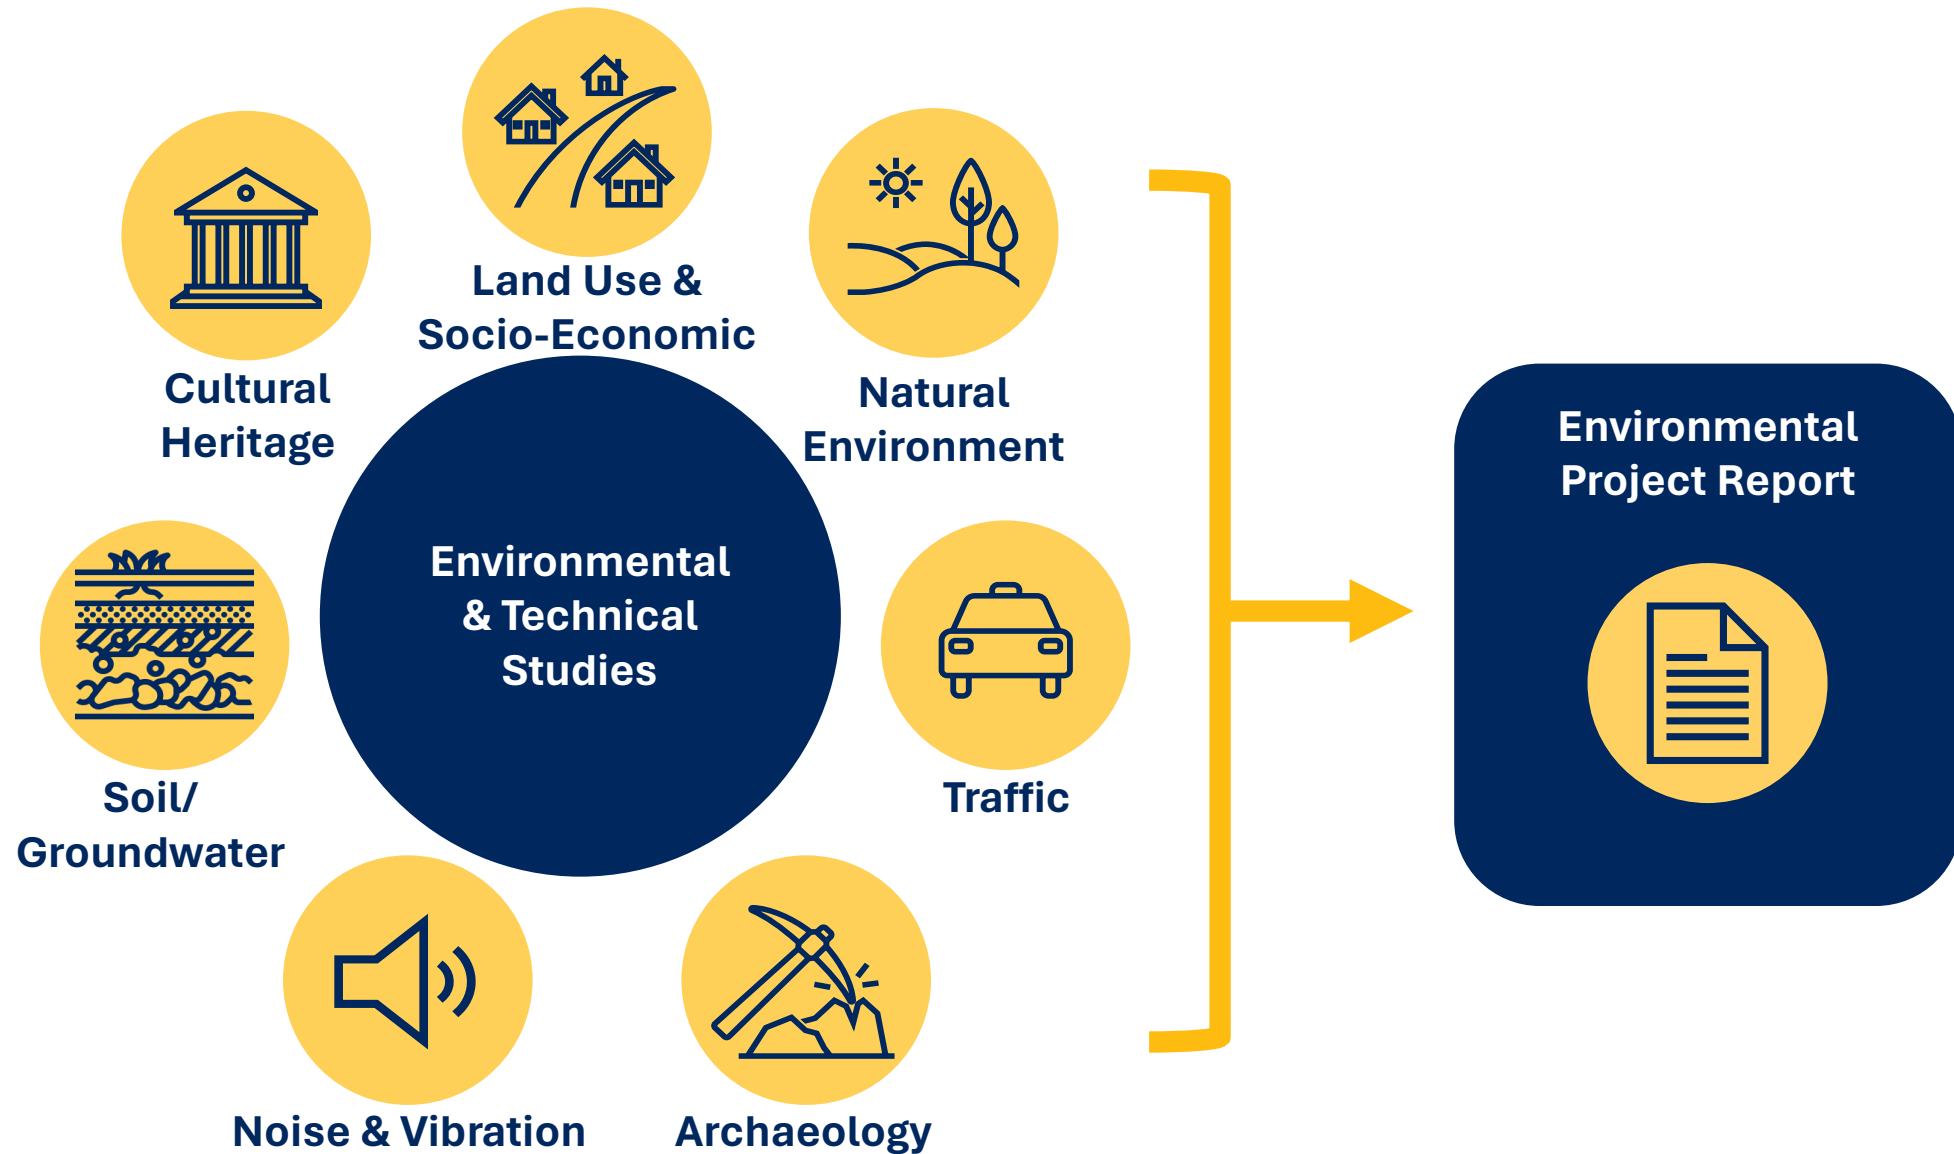 Land Use &
Socio-Economic
Cultural
Heritage
Natural
Environment
Environmental
& Technical
Studies
Soil/
Groundwater
Traffic
Noise & Vibration
Archaeology
Environmental
Project Report